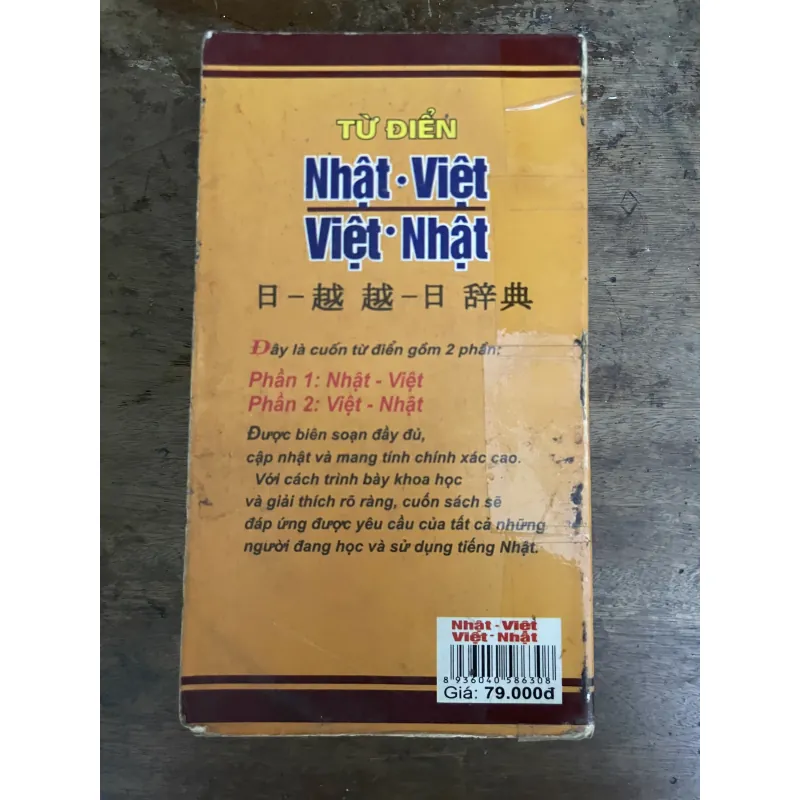 TỪ ĐIỂN
Nhật • Việt
Việt • Nhật
日-越 越-日 辞典
Đây là cuốn từ điển gồm 2 phần:
Phần 1: Nhật - Việt
Phần 2: Việt - Nhật
Được biên soạn đầy đủ,
cập nhật và mang tính chính xác cao.
Với cách trình bày khoa học
và giải thích rõ ràng, cuốn sách sẽ
đáp ứng được yêu cầu của tất cả những
người đang học và sử dụng tiếng Nhật.
Nhật - Việt
Việt - Nhật
8 936040 586308
Giá: 79.000đ